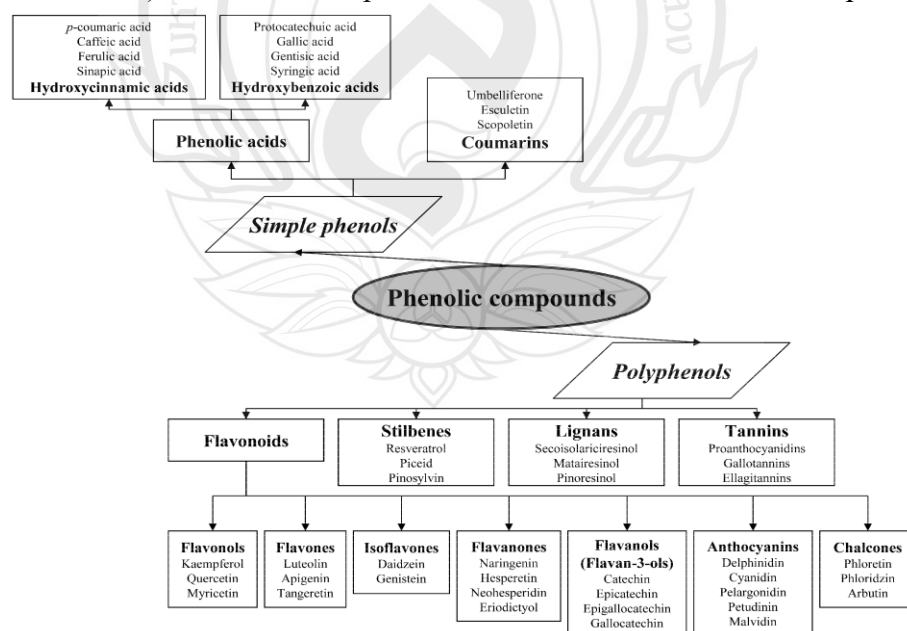 p-coumaric acid
Caffeic acid
Ferulic acid
Sinapic acid
Hydroxycinnamic acids
Protocatechuic acid
Gallic acid
Gentisic acid
Syringic acid
Hydroxybenzoic acids
Umbelliferone
Esculetin
Scopoletin
Coumarins
Phenolic acids
Simple phenols
Phenolic compounds
Polyphenols
Flavonoids
Stilbenes
Resveratrol
Piceid
Pinosylvin
Lignans
Secoisolariciresinol
Matairesinol
Pinoresinol
Tannins
Proanthocyanidins
Gallotannins
Ellagitannins
Flavonols
Kaempferol
Quercetin
Myricetin
Flavones
Luteolin
Apigenin
Tangeretin
Isoflavones
Daidzein
Genistein
Flavanones
Naringenin
Hesperetin
Neohesperidin
Eriodictyol
Flavanols
(Flavan-3-ols)
Catechin
Epicatechin
Epigallocatechin
Gallocatechin
Anthocyanins
Delphinidin
Cyanidin
Pelargonidin
Petudinin
Malvidin
Chalcones
Phloretin
Phloridzin
Arbutin